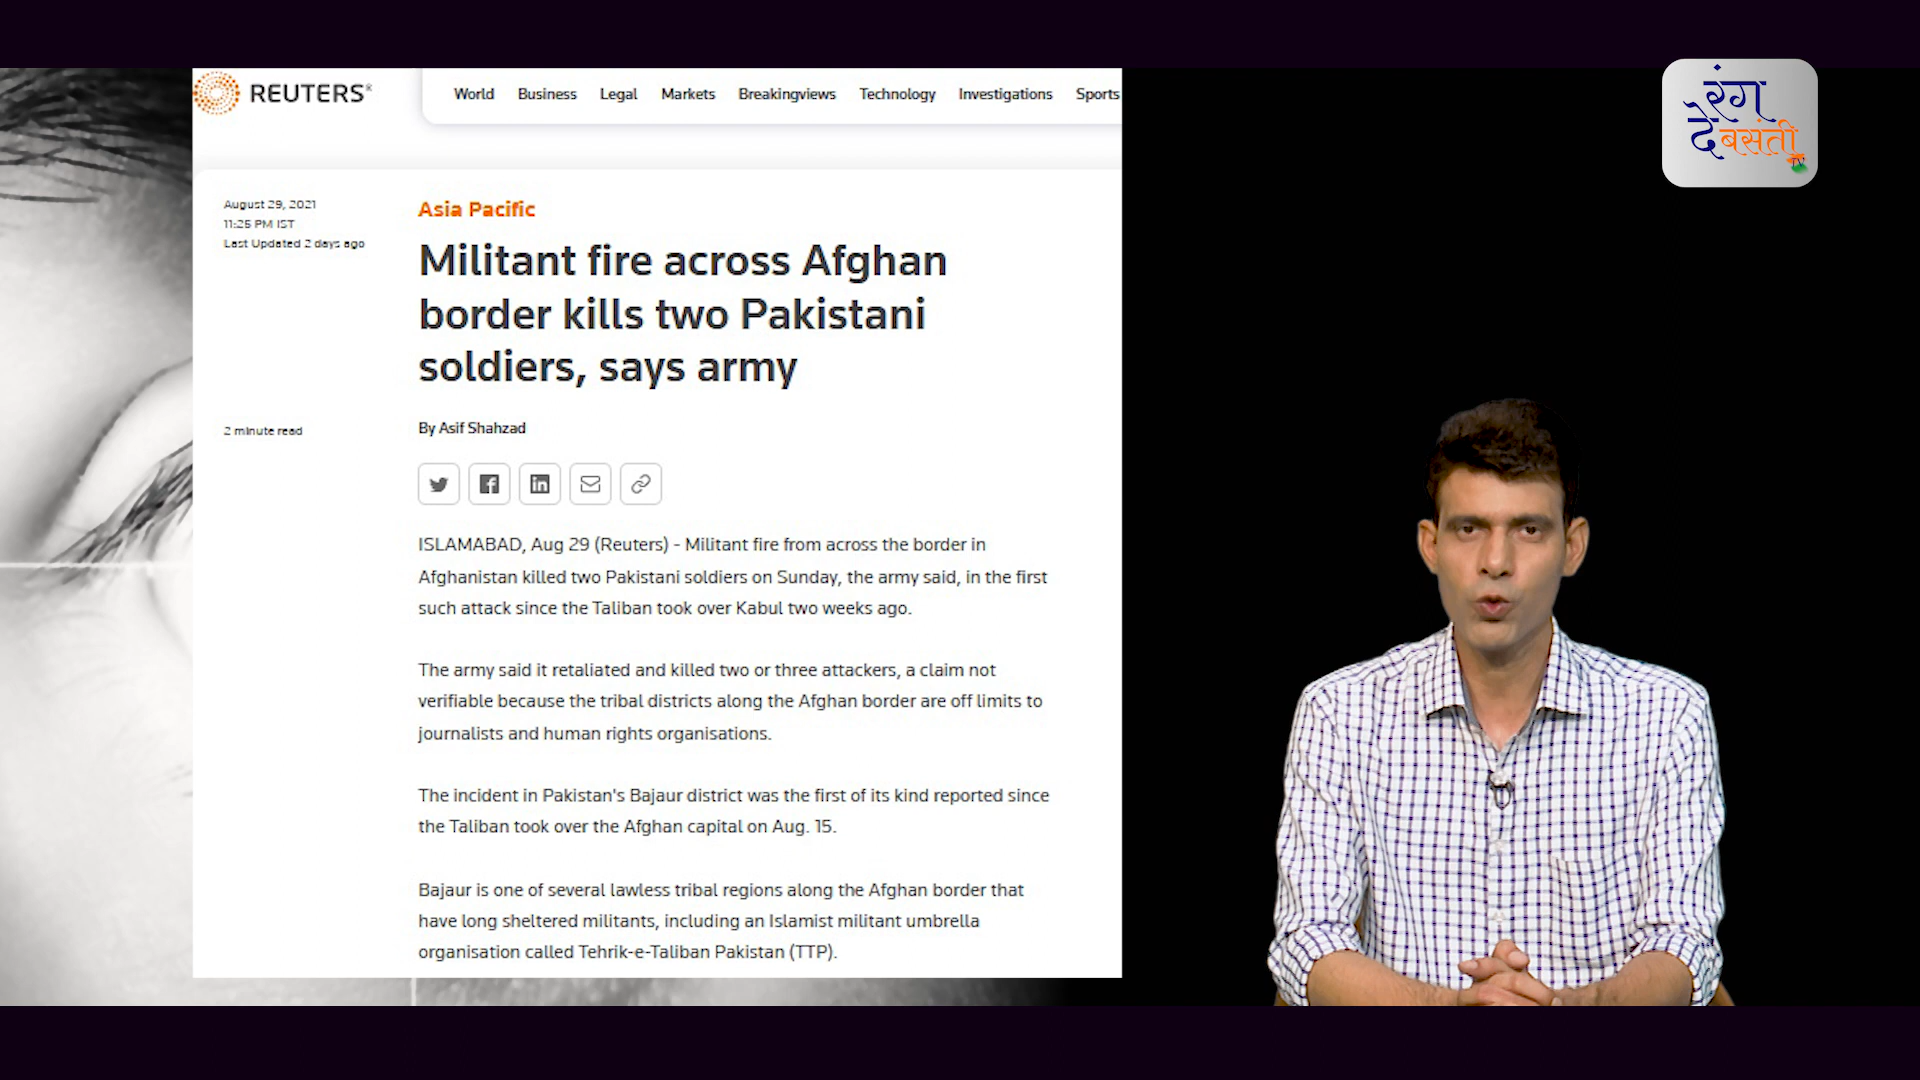 REUTERS®
World Business Legal Markets Breakingviews Technology Investigations Sports
रंग
दे बसंती
TV
August 29, 2021
11:25 PM IST
Last Updated 2 days ago
Asia Pacific
Militant fire across Afghan
border kills two Pakistani
soldiers, says army
2 minute read
By Asif Shahzad
ISLAMABAD, Aug 29 (Reuters) - Militant fire from across the border in
Afghanistan killed two Pakistani soldiers on Sunday, the army said, in the first
such attack since the Taliban took over Kabul two weeks ago.
The army said it retaliated and killed two or three attackers, a claim not
verifiable because the tribal districts along the Afghan border are off limits to
journalists and human rights organisations.
The incident in Pakistan's Bajaur district was the first of its kind reported since
the Taliban took over the Afghan capital on Aug. 15.
Bajaur is one of several lawless tribal regions along the Afghan border that
have long sheltered militants, including an Islamist militant umbrella
organisation called Tehrik-e-Taliban Pakistan (TTP).